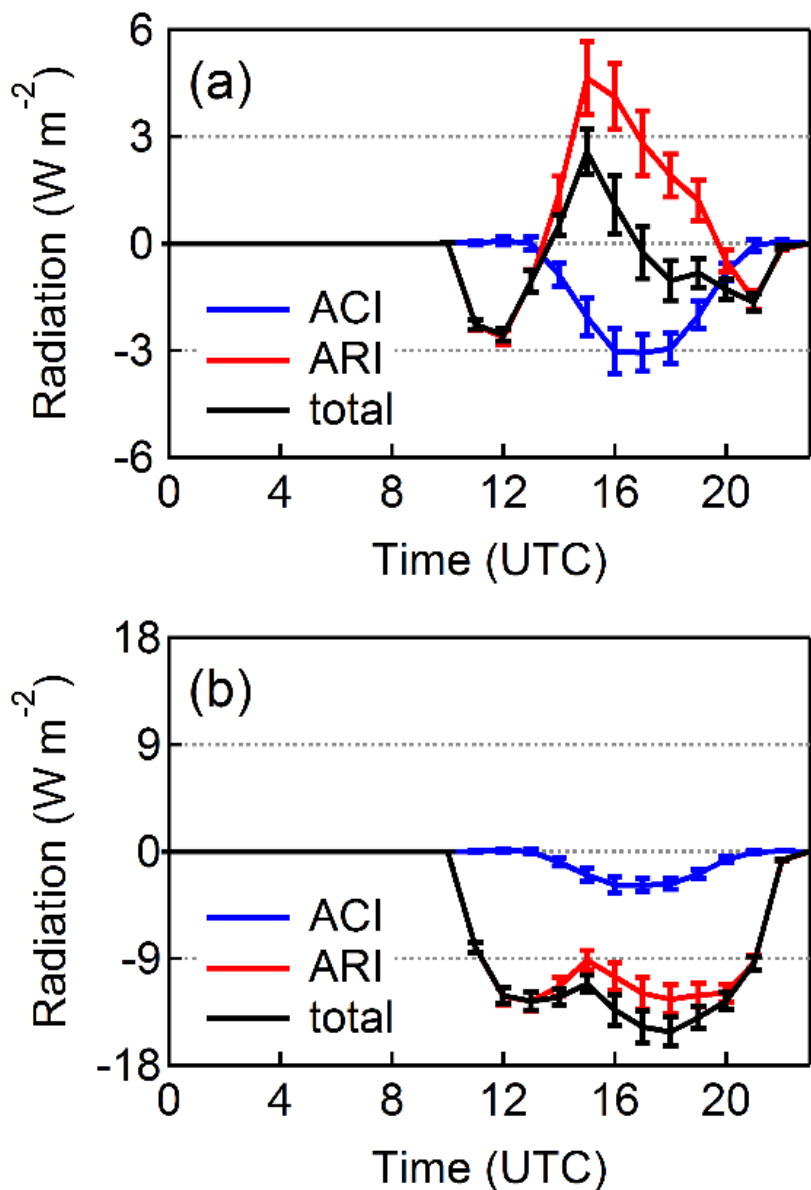 (a)
Radiation (W m-2)
6
3
0
-3
-6
ACI
ARI
total
0 4 8 12 16 20
Time (UTC)
(b)
Radiation (W m-2)
18
9
0
-9
-18
ACI
ARI
total
0 4 8 12 16 20
Time (UTC)